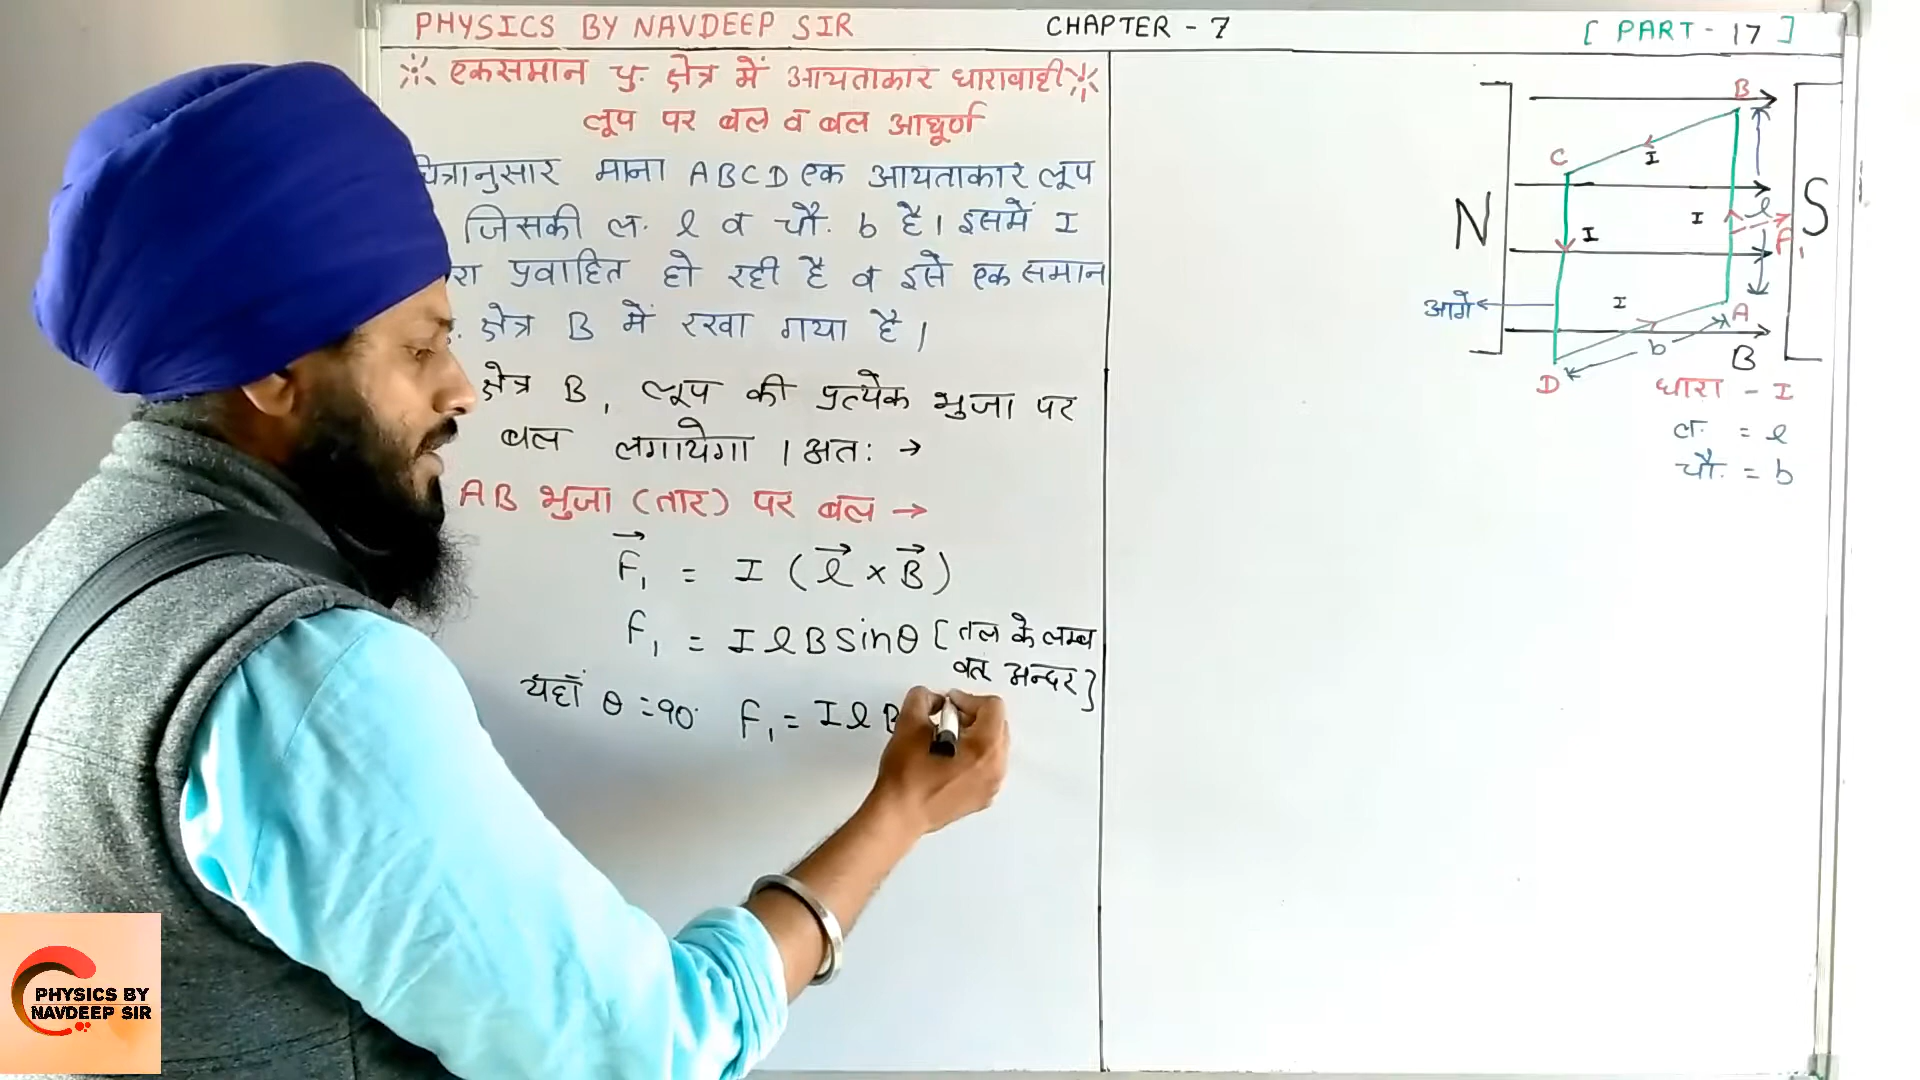 PHYSICS BY NAVDEEP SIR CHAPTER - 7 [ PART - 17 ]
एकसमान चु. क्षेत्र में आयताकार धारावाही
लूप पर बल व बल आघूर्ण
चित्रानुसार माना ABCD एक आयताकार लूप
जिसकी ल. l व चौ. b है। इसमें I
रा प्रवाहित हो रही है व इसे एक समान
क्षेत्र B में रखा गया है।
क्षेत्र B, लूप की प्रत्येक भुजा पर
बल लगायेगा । अतः →
AB भुजा (तार) पर बल →
F⃗₁ = I (l⃗ × B⃗)
F₁ = I l B sinθ [तल के लम्ब
वत् अन्दर]
यहाँ θ = 90° F₁ = I l B
N
S
B
C
I
I
I
l
F₁
आगे
I
A
b
B
D
धारा - I
ल. = l
चौ. = b
PHYSICS BY
NAVDEEP SIR